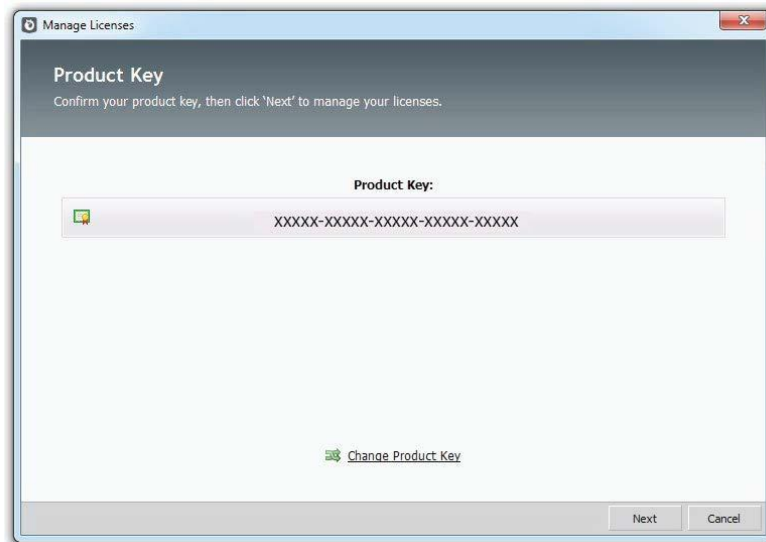 Manage Licenses
Product Key
Confirm your product key, then click 'Next' to manage your licenses.
Product Key:
XXXXX-XXXXX-XXXXX-XXXXX-XXXXX
Change Product Key
Next
Cancel